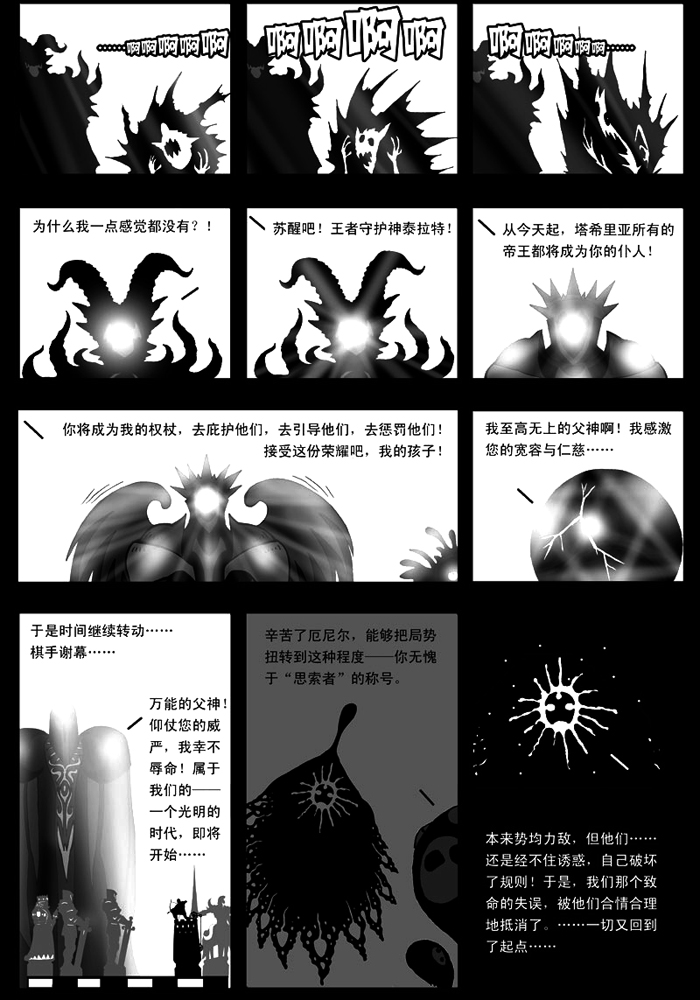 ……啊啊啊啊啊
啊啊啊啊
啊啊啊啊啊……
为什么我一点感觉都没有?!
苏醒吧!王者守护神泰拉特!
从今天起,塔希里亚所有的
帝王都将成为你的仆人!
你将成为我的权杖,去庇护他们,去引导他们,去惩罚他们!
接受这份荣耀吧,我的孩子!
我至高无上的父神啊!我感激
您的宽容与仁慈……
于是时间继续转动……
棋手谢幕……
万能的父神!
仰仗您的威
严,我幸不
辱命!属于
我们的——
一个光明的
时代,即将
开始……
辛苦了厄尼尔,能够把局势
扭转到这种程度——你无愧
于“思索者”的称号。
本来势均力敌,但他们……
还是经不住诱惑,自己破坏
了规则!于是,我们那个致
命的失误,被他们合情合理
地抵消了。……一切又回到
了起点……